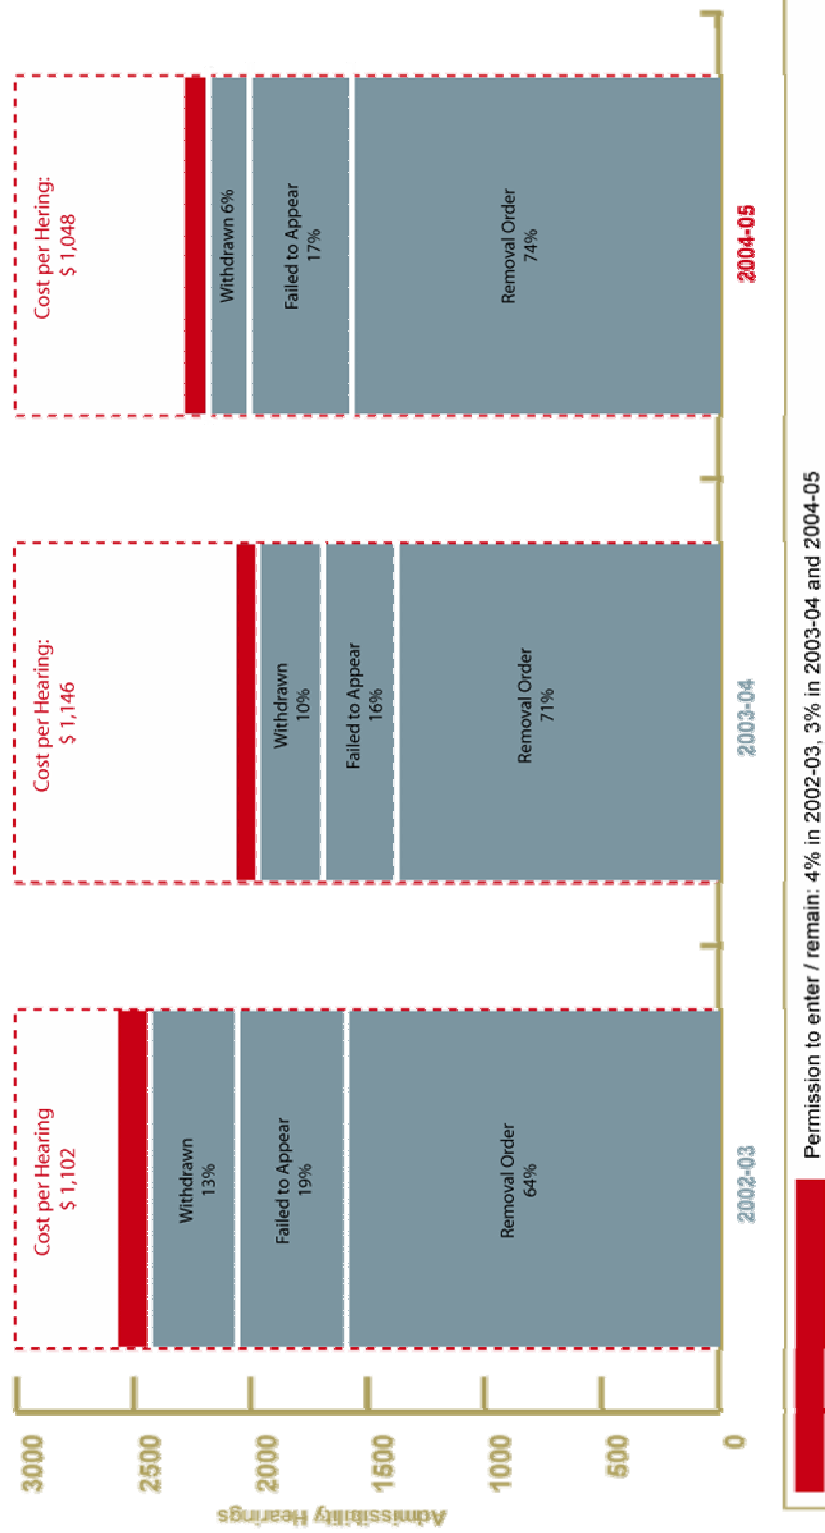 Admissibility Hearings
3000
2500
2000
1500
1000
500
0
Cost per Hearing
$ 1,102
Withdrawn
13%
Failed to Appear
19%
Removal Order
64%
2002-03
Cost per Hearing:
$ 1,146
Withdrawn
10%
Failed to Appear
16%
Removal Order
71%
2003-04
Cost per Hering:
$ 1,048
Withdrawn 6%
Failed to Appear
17%
Removal Order
74%
2004-05
Permission to enter / remain: 4% in 2002-03, 3% in 2003-04 and 2004-05